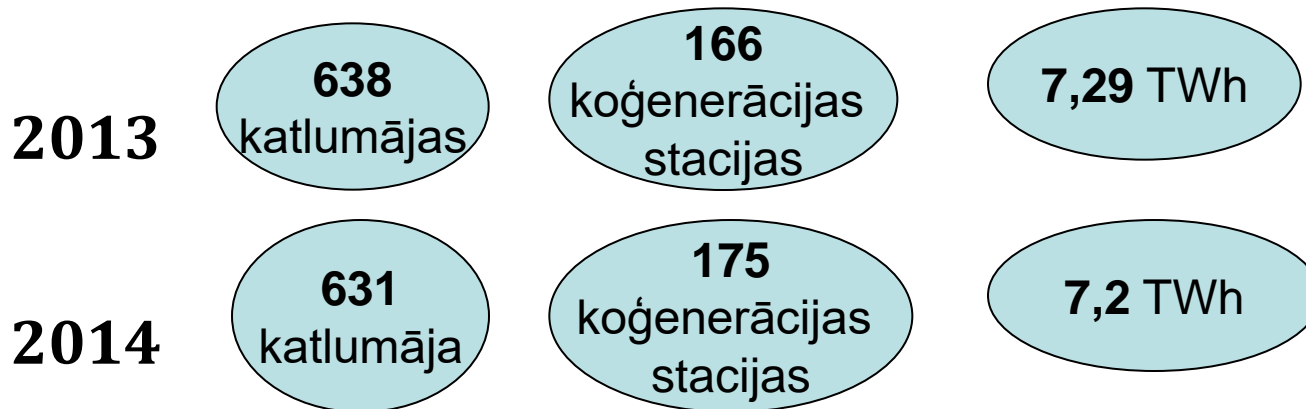 2013
638
katlumājas
166
koģenerācijas
stacijas
7,29 TWh
2014
631
katlumāja
175
koģenerācijas
stacijas
7,2 TWh